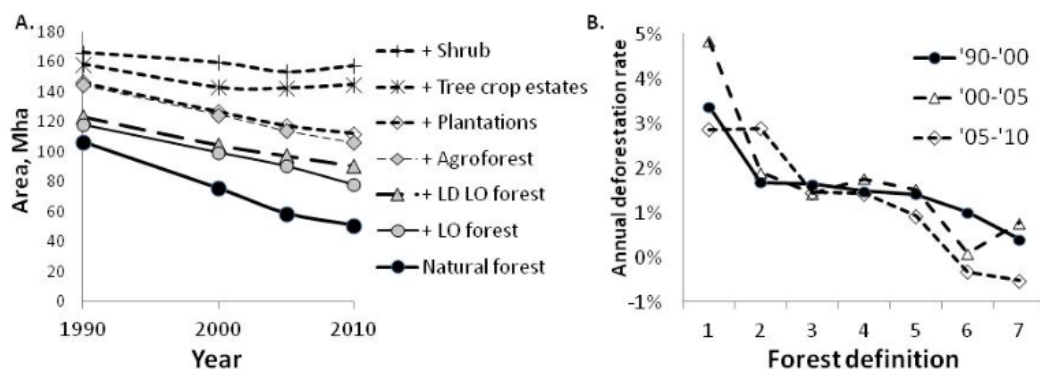 A.
180
160
140
120
100
80
60
40
20
0
Area, Mha
1990
2000
2010
Year
+ Shrub
+ Tree crop estates
+ Plantations
+ Agroforest
+ LD LO forest
+ LO forest
Natural forest
B.
5%
4%
3%
2%
1%
0%
-1%
Annual deforestation rate
1 2 3 4 5 6 7
Forest definition
'90-'00
'00-'05
'05-'10